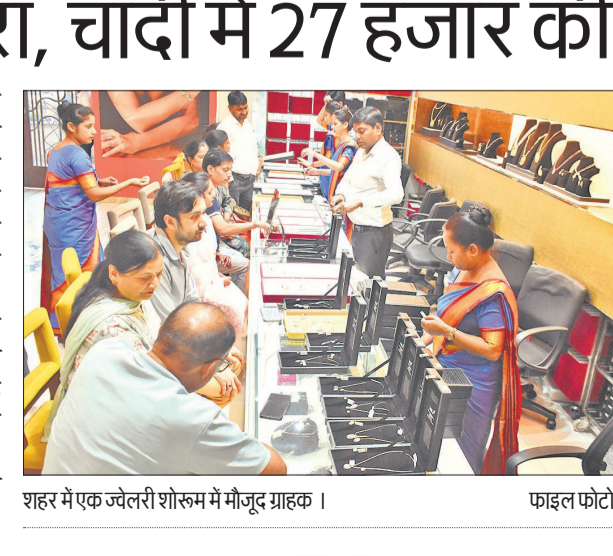 चांदी में 27 हजार की
शहर में एक ज्वेलरी शोरूम में मौजूद ग्राहक । फाइल फोटो